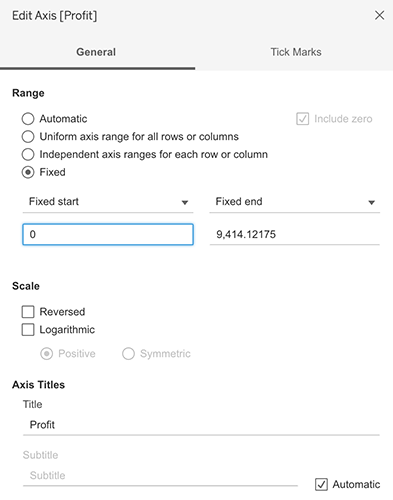 Edit Axis [Profit]
General Tick Marks
Range
Automatic Include zero
Uniform axis range for all rows or columns
Independent axis ranges for each row or column
Fixed
Fixed start Fixed end
0 9,414.12175
Scale
Reversed
Logarithmic
Positive Symmetric
Axis Titles
Title
Profit
Subtitle
Subtitle Automatic